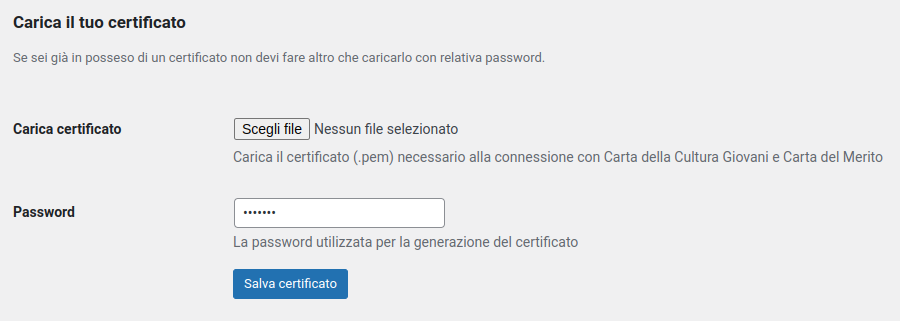 Carica il tuo certificato
Se sei già in posseso di un certificato non devi fare altro che caricarlo con relativa password.
Carica certificato
Scegli file Nessun file selezionato
Carica il certificato (.pem) necessario alla connessione con Carta della Cultura Giovani e Carta del Merito
Password
•••••••
La password utilizzata per la generazione del certificato
Salva certificato